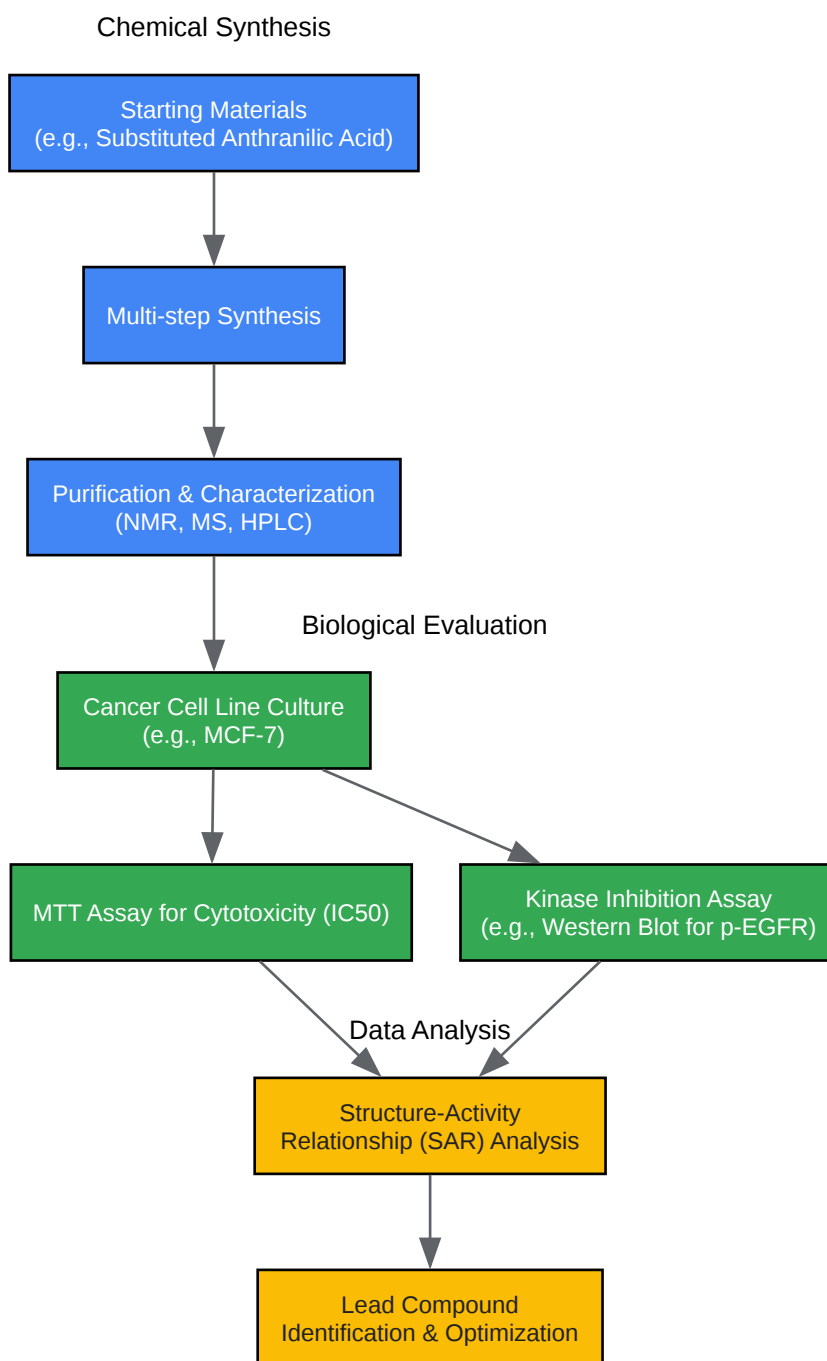 Chemical Synthesis
Starting Materials
(e.g., Substituted Anthranilic Acid)
Multi-step Synthesis
Purification & Characterization
(NMR, MS, HPLC)
Biological Evaluation
Cancer Cell Line Culture
(e.g., MCF-7)
MTT Assay for Cytotoxicity (IC50)
Kinase Inhibition Assay
(e.g., Western Blot for p-EGFR)
Data Analysis
Structure-Activity
Relationship (SAR) Analysis
Lead Compound
Identification & Optimization